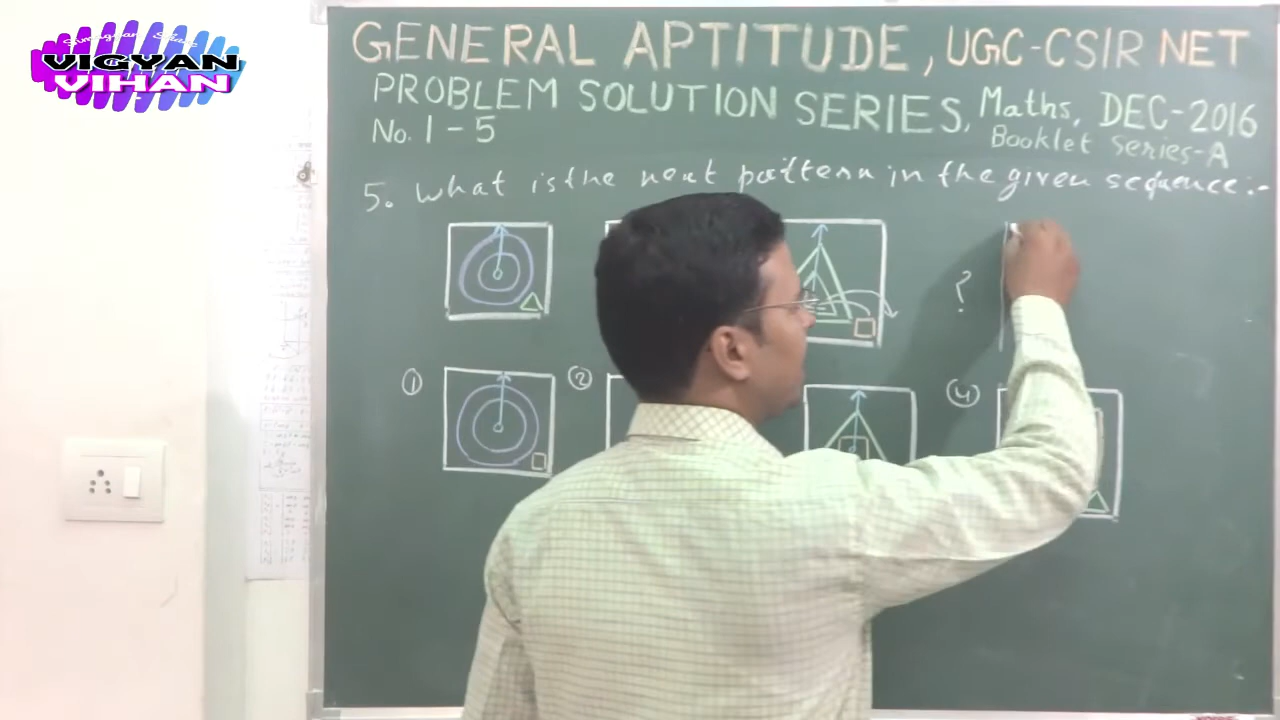 VIGYAN
VIHAN
GENERAL APTITUDE, UGC-CSIR NET
PROBLEM SOLUTION SERIES, Maths, DEC-2016
No. 1-5 Booklet Series-A
5. What is the next pattern in the given sequence:-
?
① ② ④